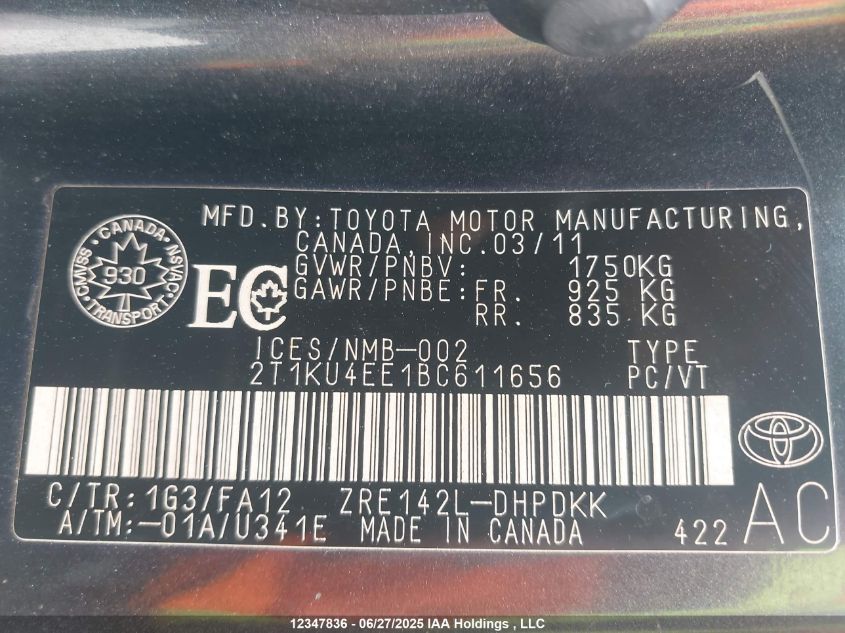 MFD.BY:TOYOTA MOTOR MANUFACTURING,
CANADA,INC.03/11
GVWR/PNBV: 1750KG
GAWR/PNBE:FR. 925 KG
RR. 835 KG
CANADA
CMVSS NSVAC
930
TRANSPORT
EC
ICES/NMB-002 TYPE
2T1KU4EE1BC611656 PC/VT
C/TR:1G3/FA12 ZRE142L-DHPDKK
A/TM:-01A/U341E MADE IN CANADA 422 AC
12347836 - 06/27/2025 IAA Holdings , LLC